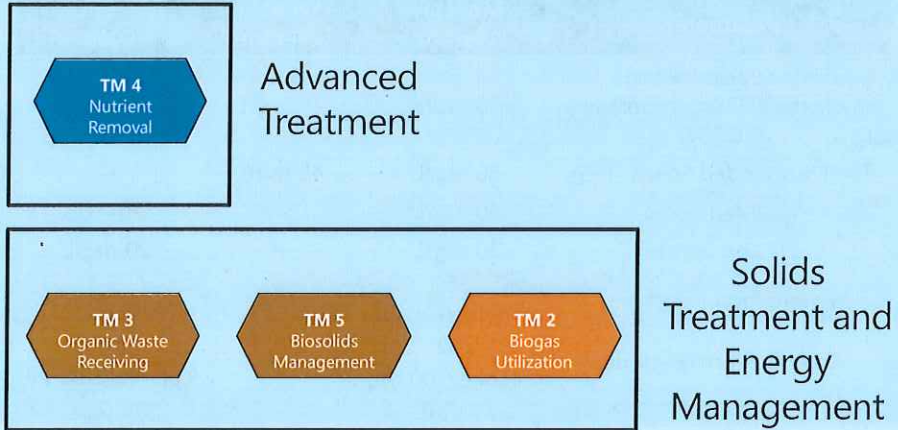 TM 4
Nutrient
Removal
Advanced
Treatment
TM 3
Organic Waste
Receiving
TM 5
Biosolids
Management
TM 2
Biogas
Utilization
Solids
Treatment and
Energy
Management